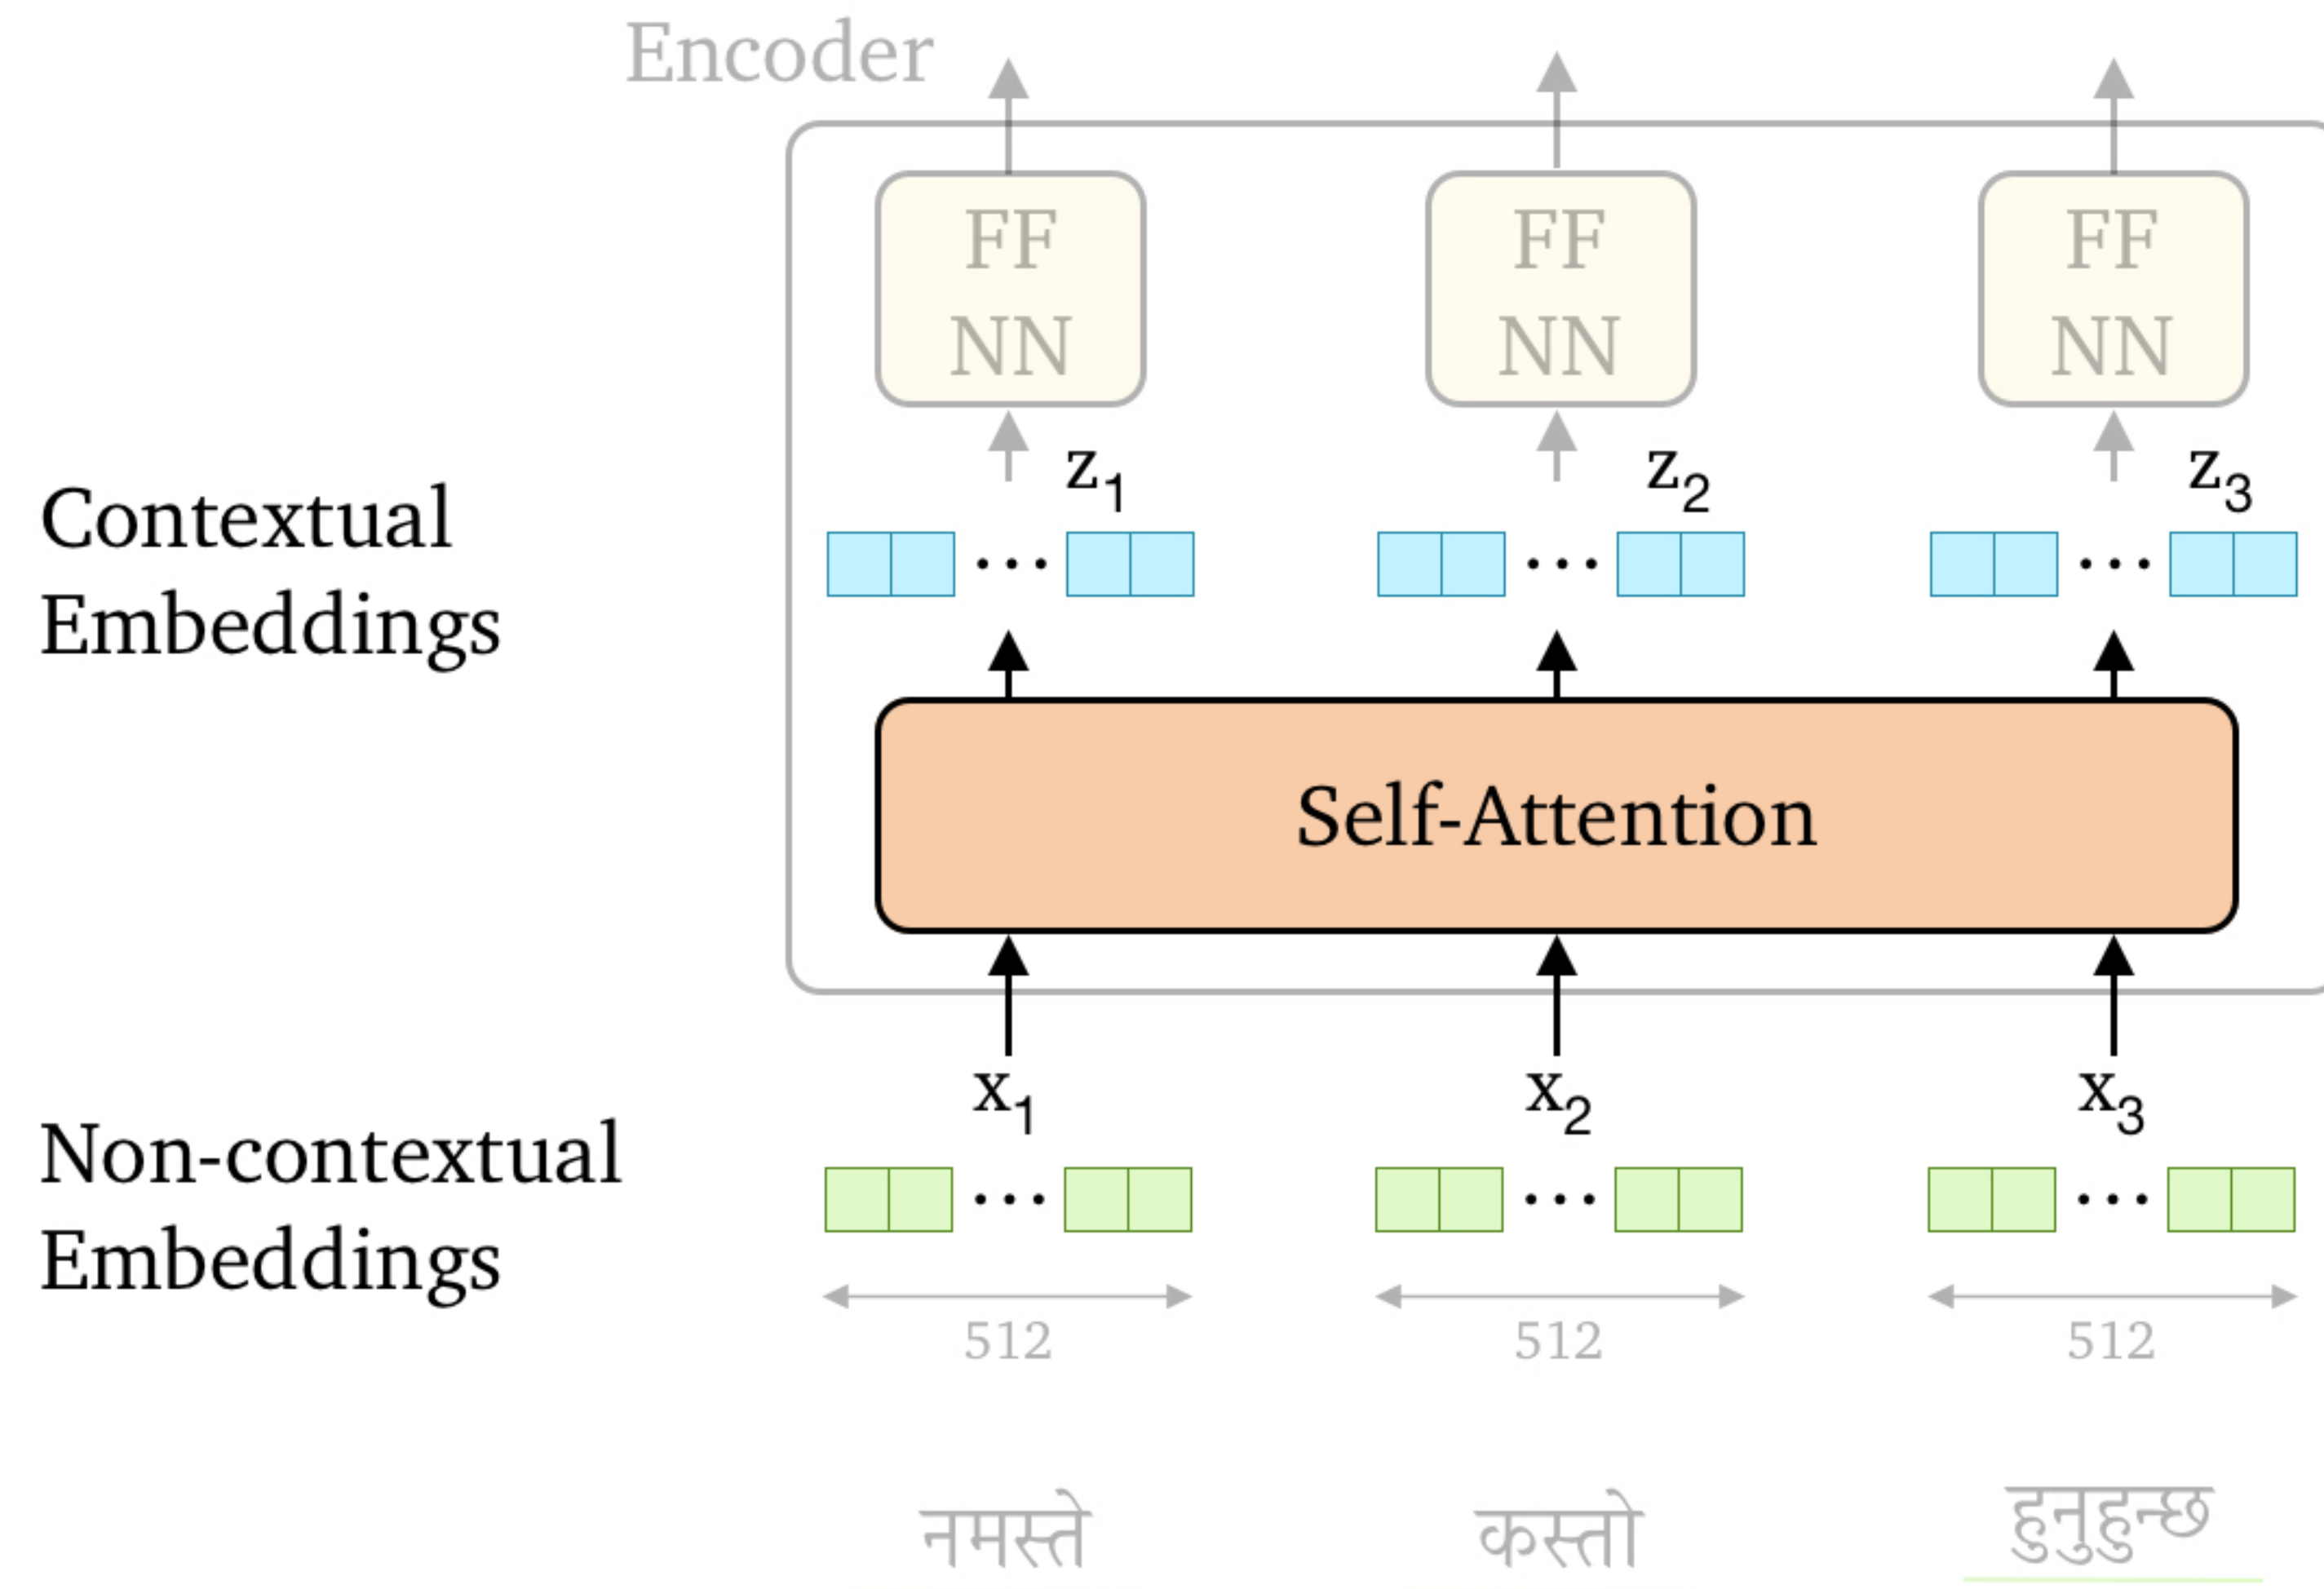 Encoder
FF FF FF
NN NN NN
z1 z2 z3
Contextual
Embeddings
Self-Attention
x1 x2 x3
Non-contextual
Embeddings
512 512 512
नमस्ते कस्तो हुनुहुन्छ